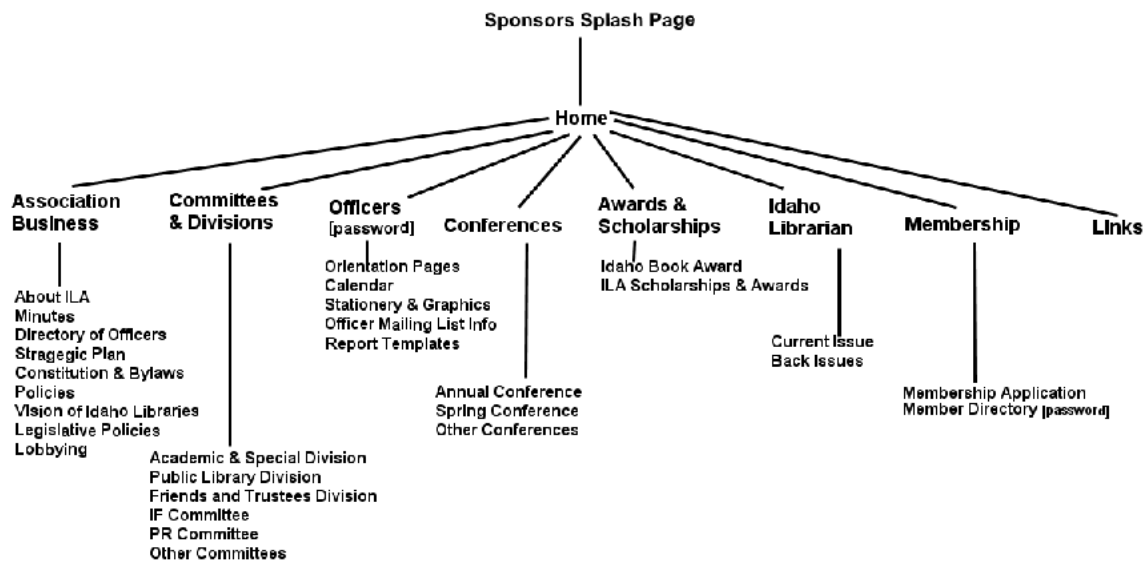 Sponsors Splash Page
Home
Association
Business
About ILA
Minutes
Directory of Officers
Stragegic Plan
Constitution & Bylaws
Policies
Vision of Idaho Libraries
Legislative Policies
Lobbying
Committees
& Divisions
Academic & Special Division
Public Library Division
Friends and Trustees Division
IF Committee
PR Committee
Other Committees
Officers
[password]
Orientation Pages
Calendar
Stationery & Graphics
Officer Mailing List Info
Report Templates
Conferences
Annual Conference
Spring Conference
Other Conferences
Awards &
Scholarships
Idaho Book Award
ILA Scholarships & Awards
Idaho
Librarian
Current Issue
Back Issues
Membership
Membership Application
Member Directory [password]
Links